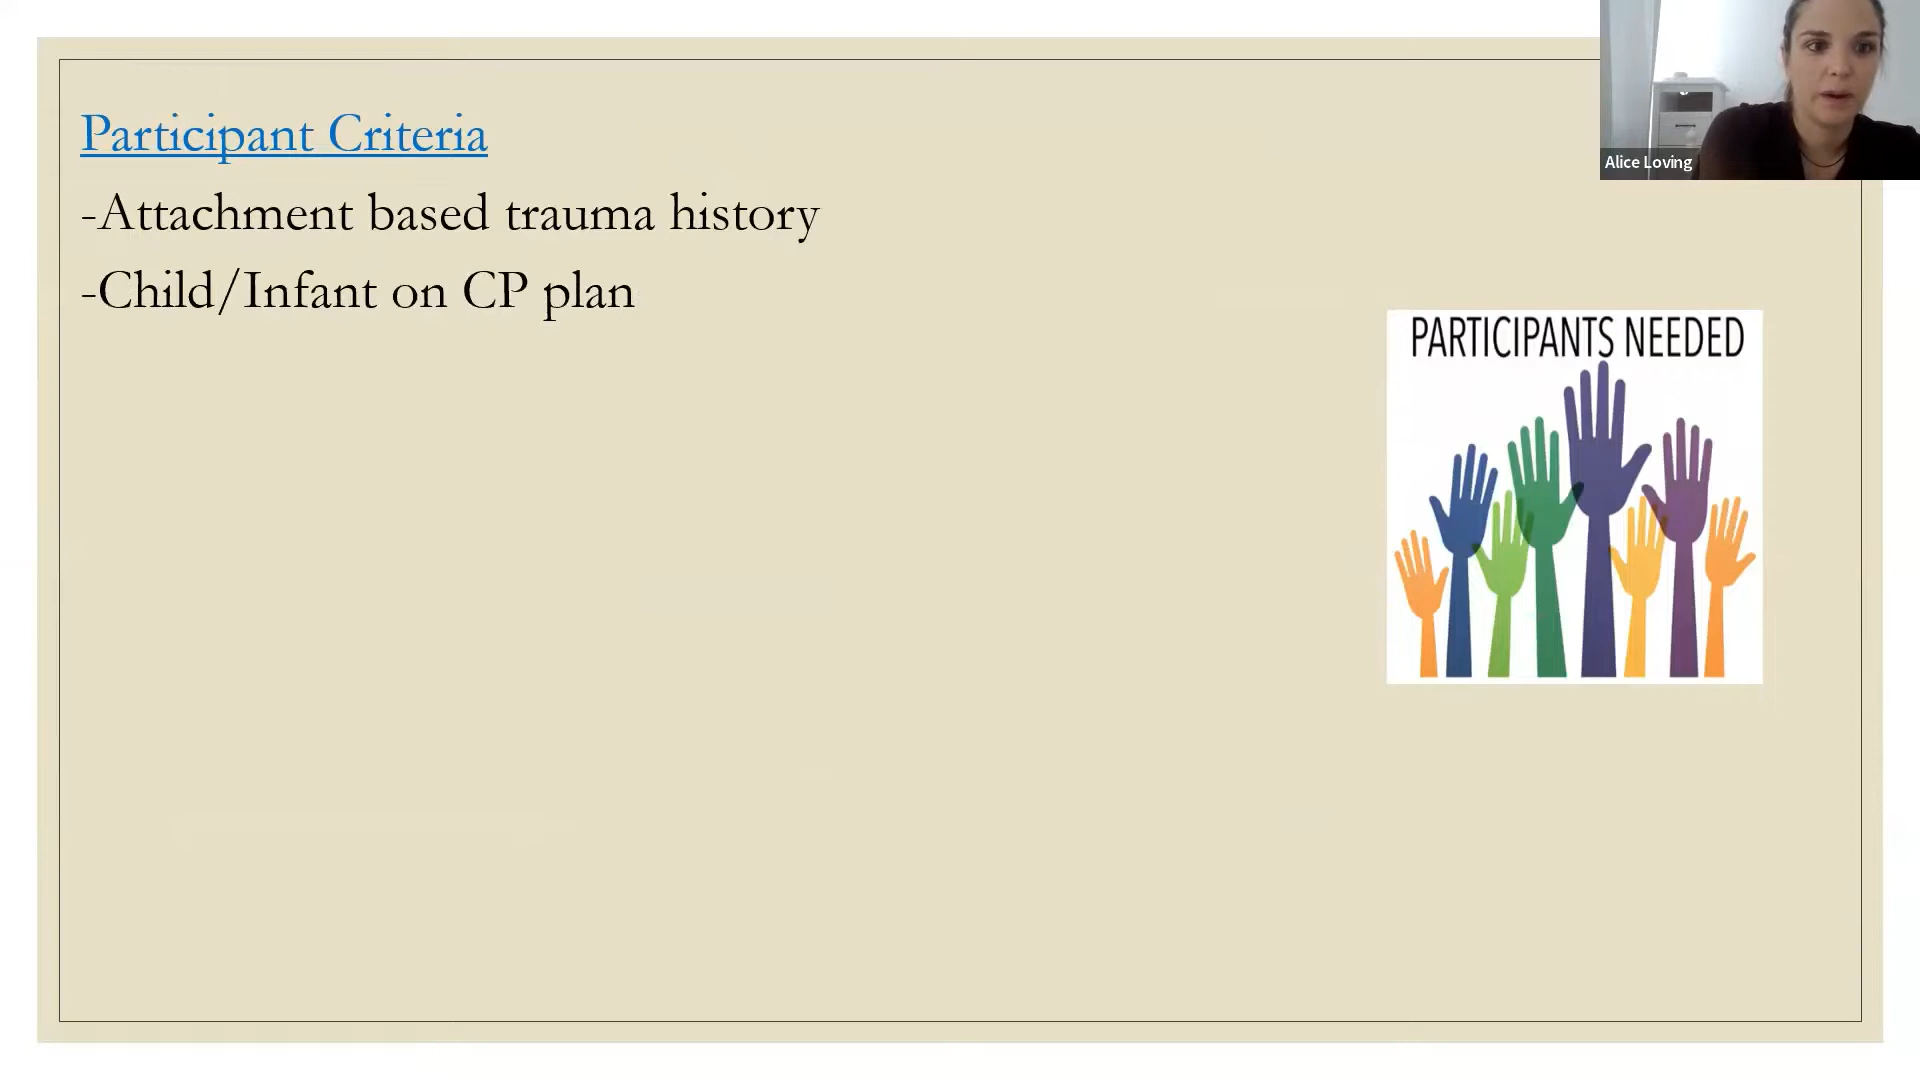 Participant Criteria
-Attachment based trauma history
-Child/Infant on CP plan
PARTICIPANTS NEEDED
Alice Loving